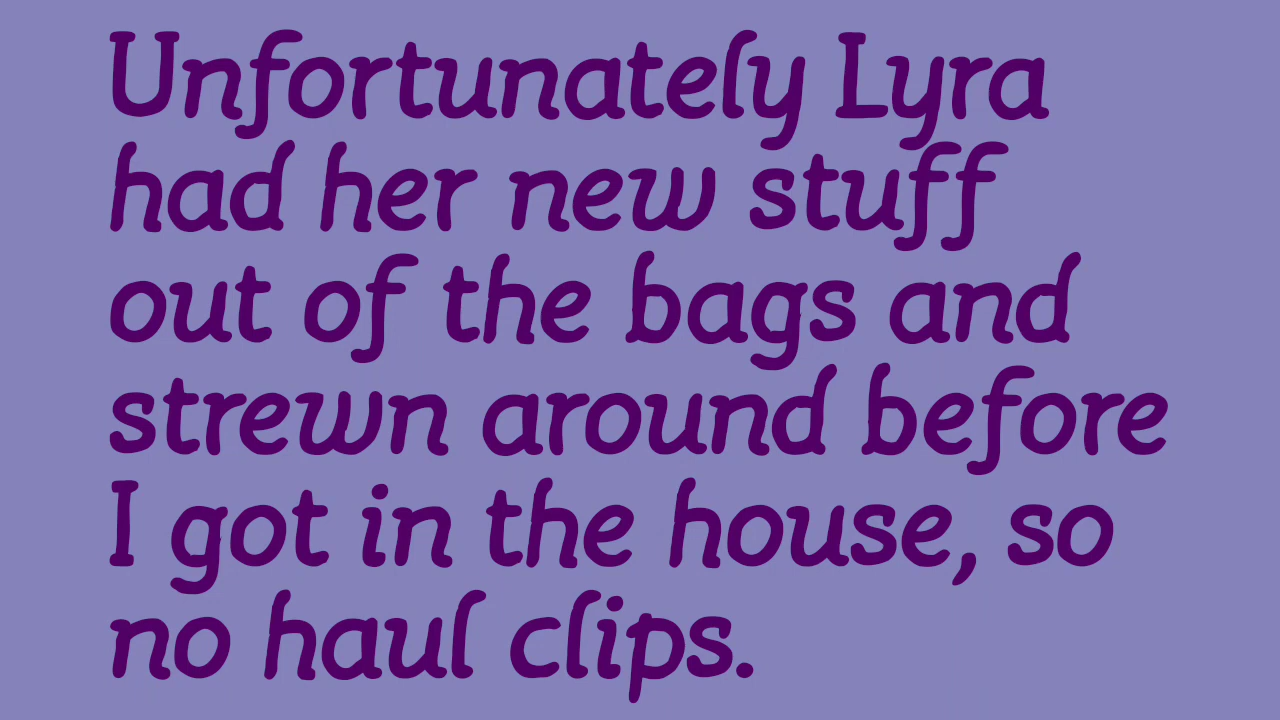 Unfortunately Lyra
had her new stuff
out of the bags and
strewn around before
I got in the house, so
no haul clips.